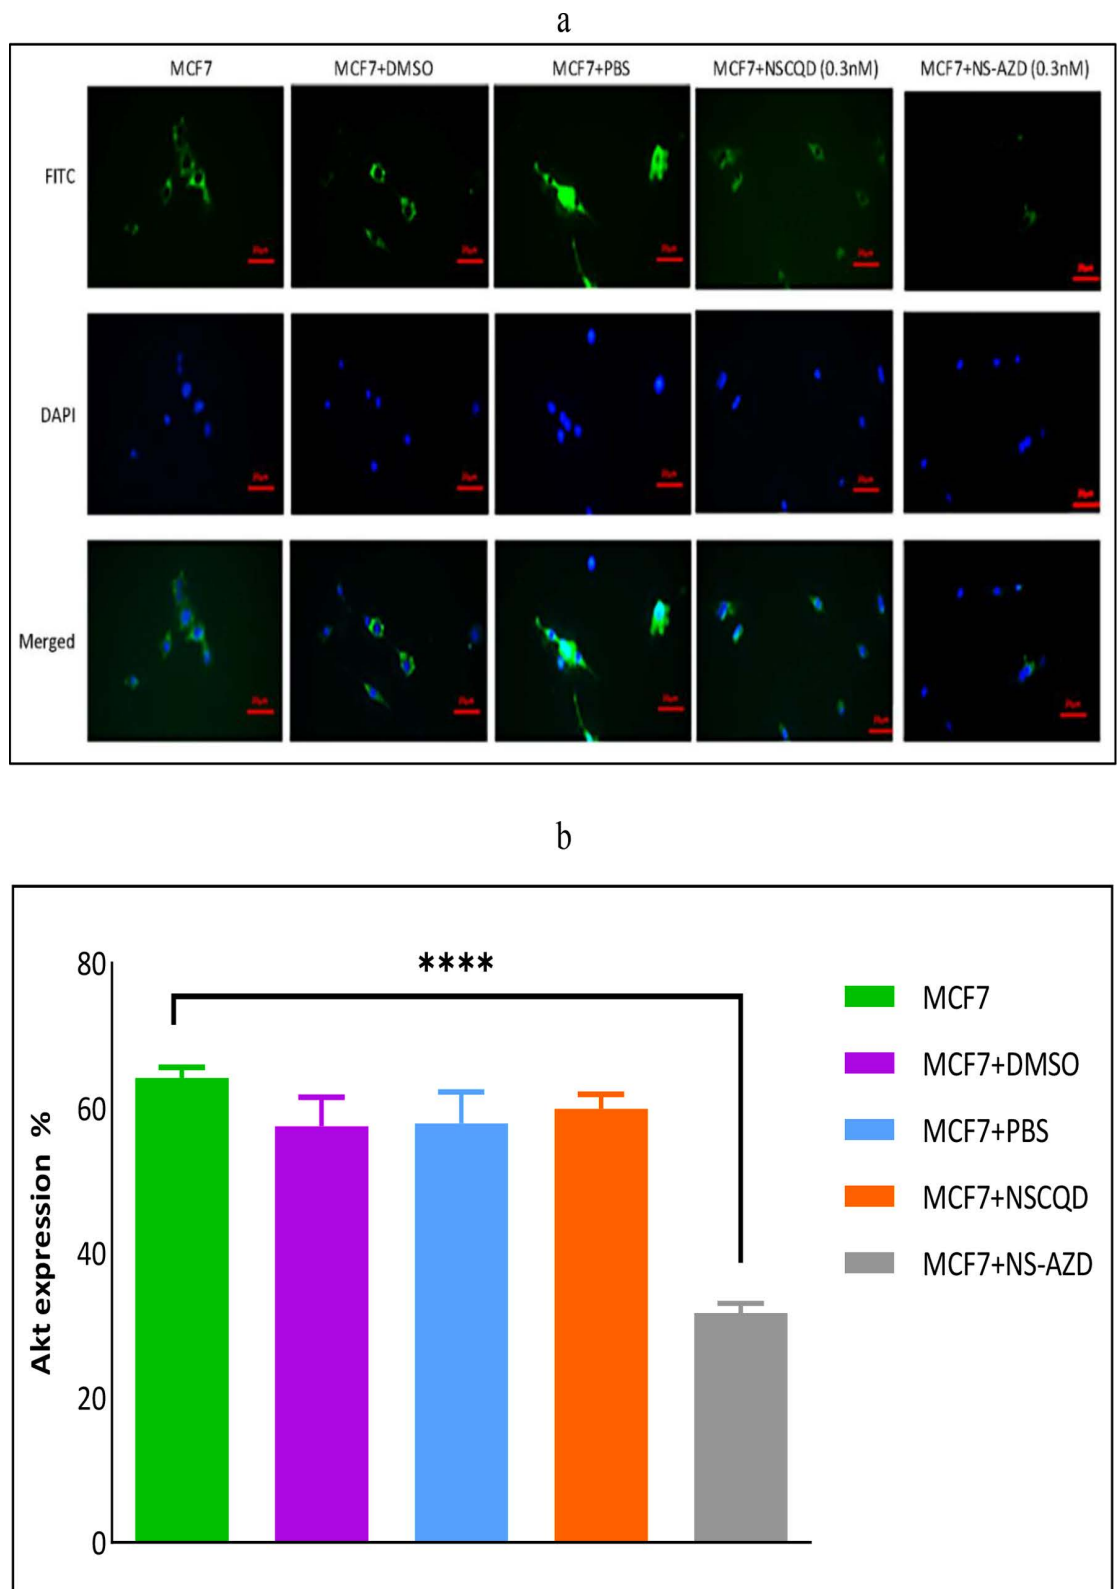 a
MCF7 MCF7+DMSO MCF7+PBS MCF7+NSCQD (0.3nM) MCF7+NS-AZD (0.3nM)
FITC
DAPI
Merged
b
80
60
40
20
0
Akt expression %
****
MCF7
MCF7+DMSO
MCF7+PBS
MCF7+NSCQD
MCF7+NS-AZD